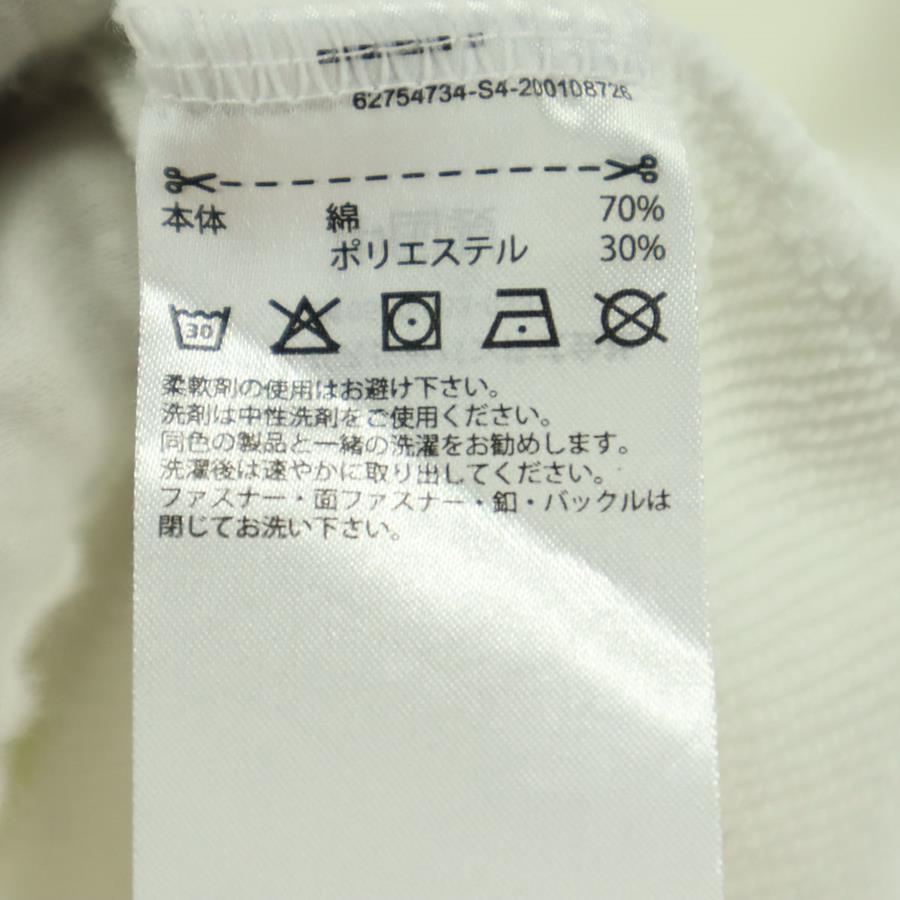 62754734-S4-200108726
本体 綿 70%
ポリエステル 30%
30
柔軟剤の使用はお避け下さい。
洗剤は中性洗剤をご使用ください。
同色の製品と一緒の洗濯をお勧めします。
洗濯後は速やかに取り出してください。
ファスナー・面ファスナー・釦・バックルは
閉じてお洗い下さい。